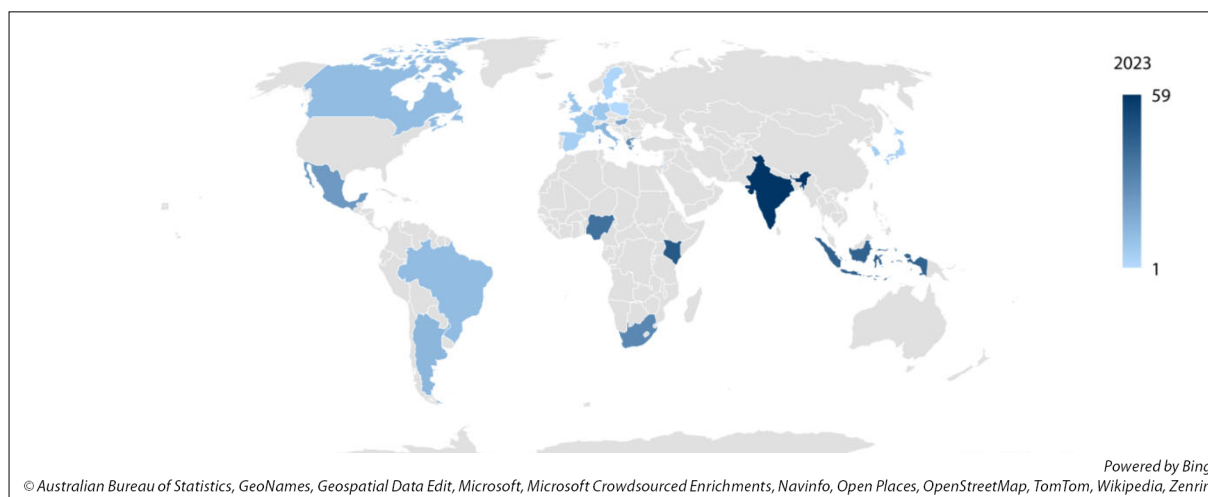 2023
59
1
Powered by Bing
© Australian Bureau of Statistics, GeoNames, Geospatial Data Edit, Microsoft, Microsoft Crowdsourced Enrichments, Navinfo, Open Places, OpenStreetMap, TomTom, Wikipedia, Zenrin